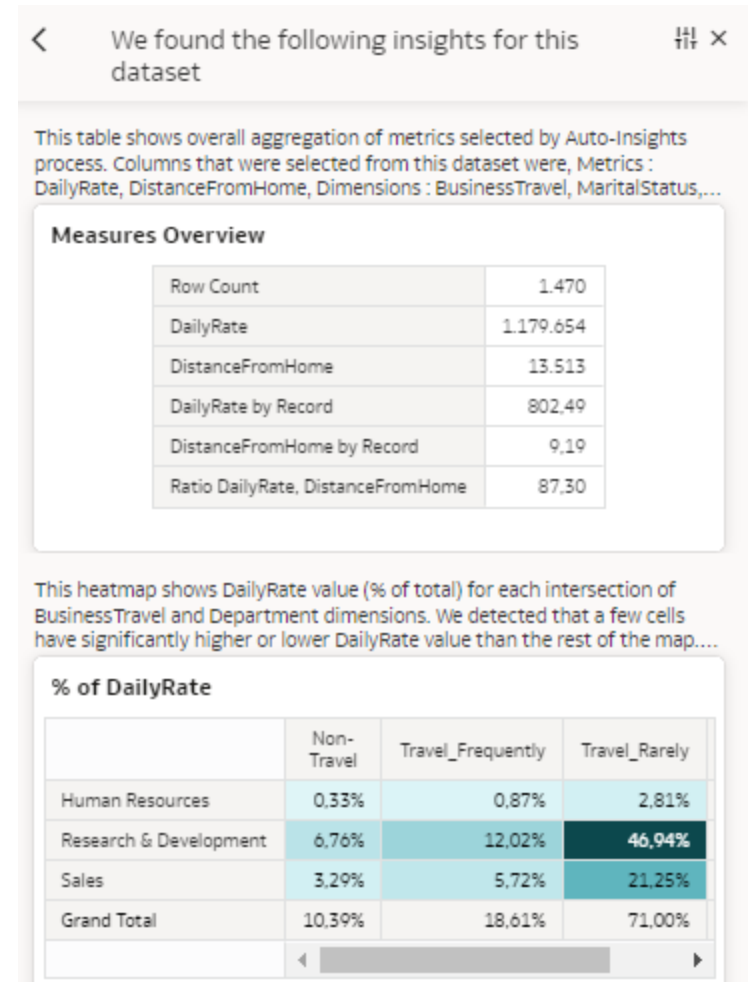 We found the following insights for this
dataset
This table shows overall aggregation of metrics selected by Auto-Insights
process. Columns that were selected from this dataset were, Metrics :
DailyRate, DistanceFromHome, Dimensions : BusinessTravel, MaritalStatus,...
Measures Overview
Row Count 1.470
DailyRate 1.179.654
DistanceFromHome 13.513
DailyRate by Record 802,49
DistanceFromHome by Record 9,19
Ratio DailyRate, DistanceFromHome 87,30
This heatmap shows DailyRate value (% of total) for each intersection of
BusinessTravel and Department dimensions. We detected that a few cells
have significantly higher or lower DailyRate value than the rest of the map....
% of DailyRate
Non-
Travel Travel_Frequently Travel_Rarely
Human Resources 0,33% 0,87% 2,81%
Research & Development 6,76% 12,02% 46,94%
Sales 3,29% 5,72% 21,25%
Grand Total 10,39% 18,61% 71,00%